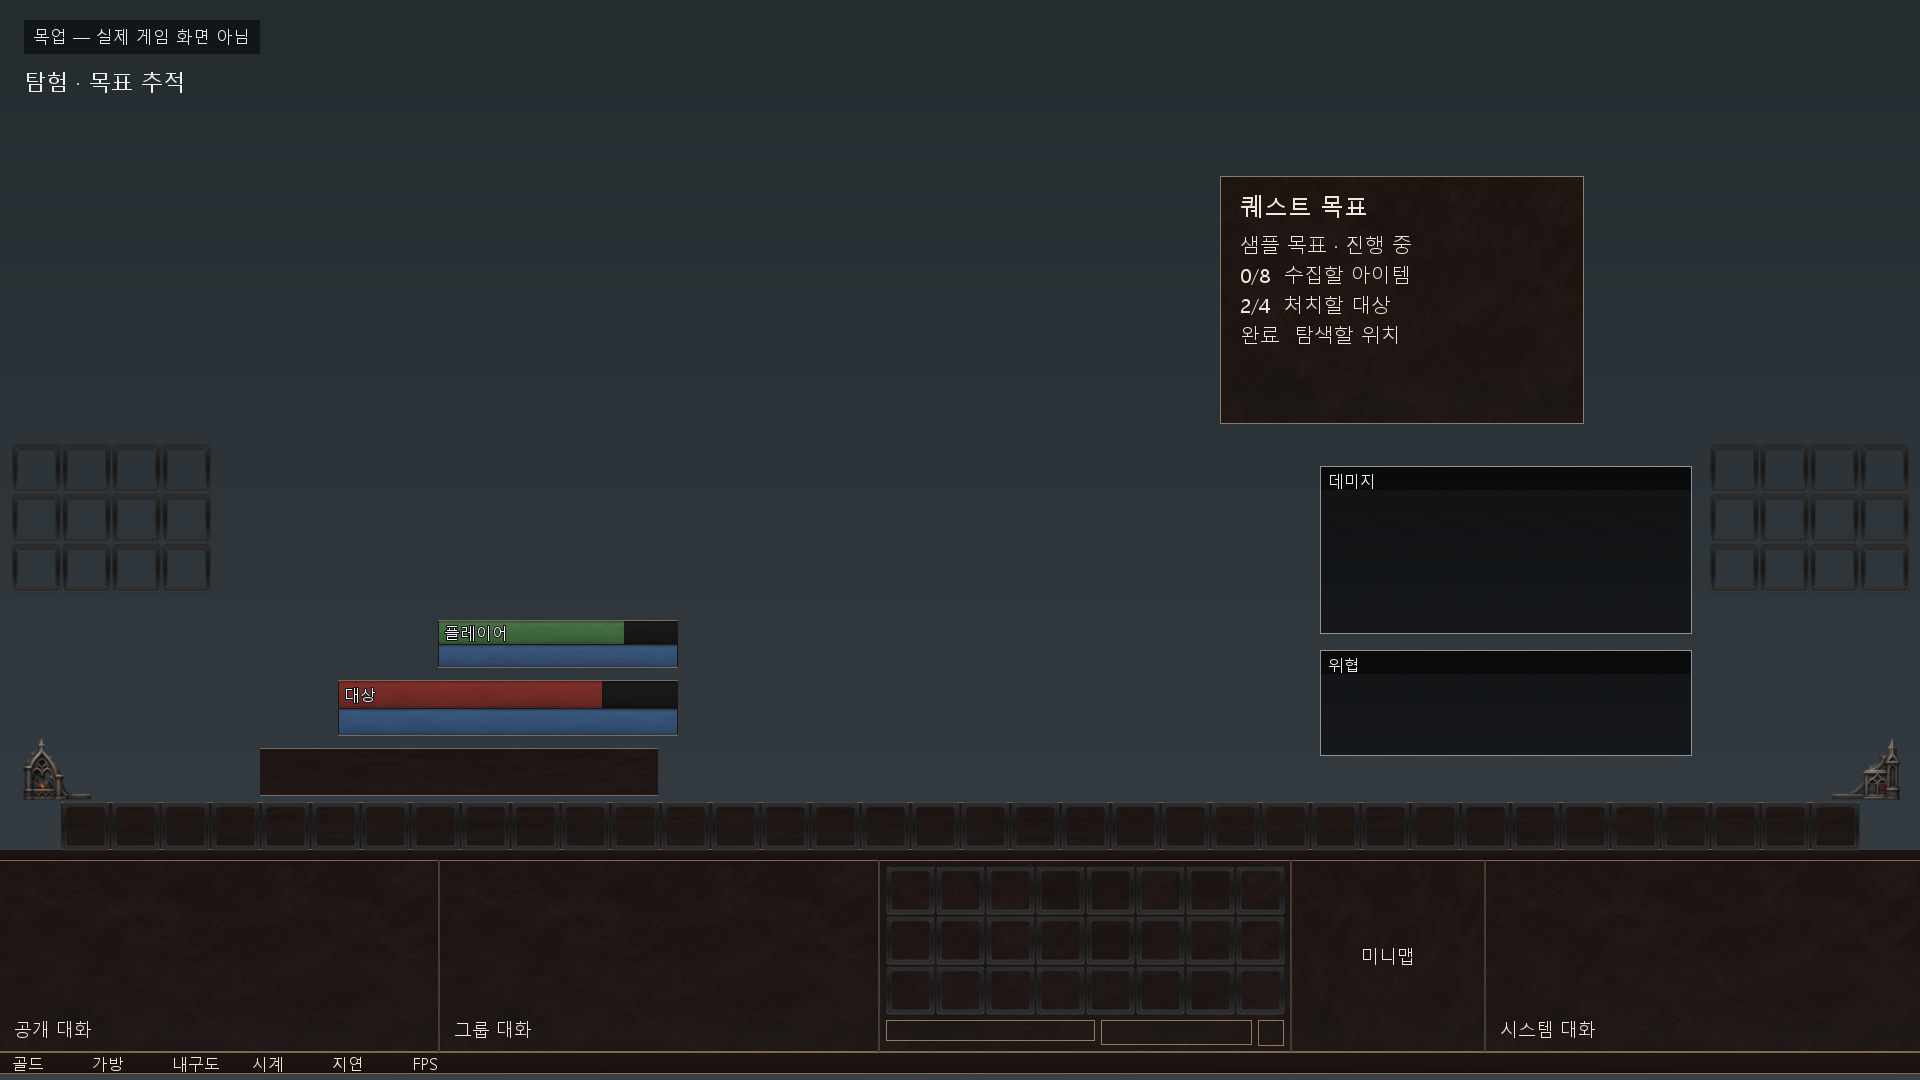 목업 — 실제 게임 화면 아님
탐험 · 목표 추적
퀘스트 목표
샘플 목표 · 진행 중
0/8 수집할 아이템
2/4 처치할 대상
완료 탐색할 위치
데미지
플레이어
위협
대상
미니맵
공개 대화
그룹 대화
시스템 대화
골드 가방 내구도 시계 지연 FPS